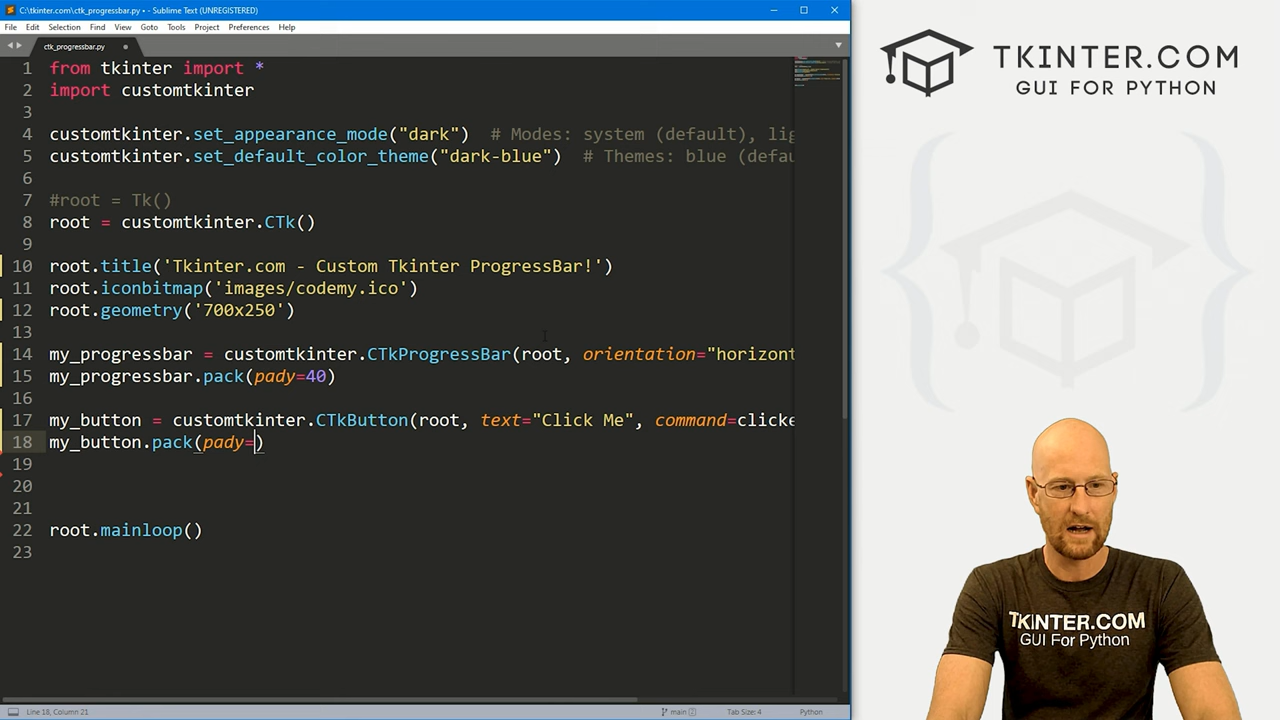 C:\tkinter.com\ctk_progressbar.py • - Sublime Text (UNREGISTERED)
File Edit Selection Find View Goto Tools Project Preferences Help
ctk_progressbar.py
1 from tkinter import *
2 import customtkinter
3
4 customtkinter.set_appearance_mode("dark")  # Modes: system (default), lig
5 customtkinter.set_default_color_theme("dark-blue")  # Themes: blue (defau
6
7 #root = Tk()
8 root = customtkinter.CTk()
9
10 root.title('Tkinter.com - Custom Tkinter ProgressBar!')
11 root.iconbitmap('images/codemy.ico')
12 root.geometry('700x250')
13
14 my_progressbar = customtkinter.CTkProgressBar(root, orientation="horizont
15 my_progressbar.pack(pady=40)
16
17 my_button = customtkinter.CTkButton(root, text="Click Me", command=clicke
18 my_button.pack(pady=)
19
20
21
22 root.mainloop()
23
Line 18, Column 21
main
Tab Size: 4
Python
TKINTER.COM
GUI FOR PYTHON
TKINTER.COM
GUI For Python